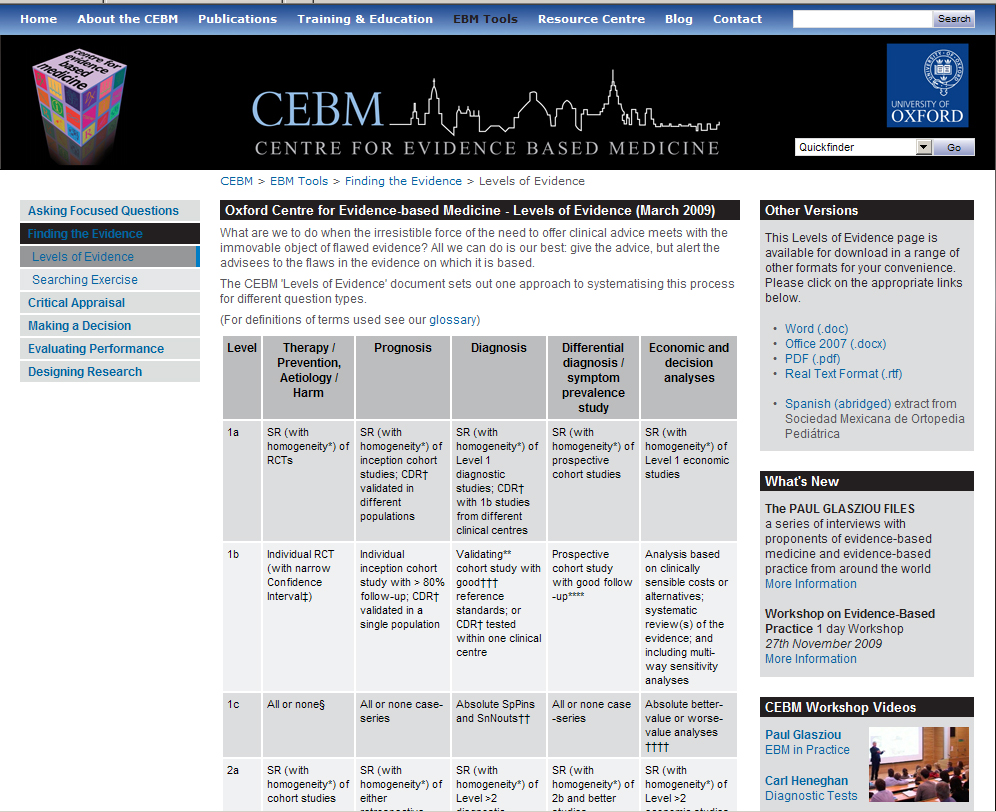 Home About the CEBM Publications Training & Education EBM Tools Resource Centre Blog Contact Search
centre for
evidence
based
medicine
CEBM
CENTRE FOR EVIDENCE BASED MEDICINE
UNIVERSITY OF
OXFORD
Quickfinder Go
CEBM > EBM Tools > Finding the Evidence > Levels of Evidence
Asking Focused Questions
Finding the Evidence
Levels of Evidence
Searching Exercise
Critical Appraisal
Making a Decision
Evaluating Performance
Designing Research
Oxford Centre for Evidence-based Medicine - Levels of Evidence (March 2009)
What are we to do when the irresistible force of the need to offer clinical advice meets with the
immovable object of flawed evidence? All we can do is our best: give the advice, but alert the
advisees to the flaws in the evidence on which it is based.
The CEBM 'Levels of Evidence' document sets out one approach to systematising this process
for different question types.
(For definitions of terms used see our glossary)
Level
Therapy /
Prevention,
Aetiology /
Harm
Prognosis
Diagnosis
Differential
diagnosis /
symptom
prevalence
study
Economic and
decision
analyses
1a
SR (with
homogeneity*) of
RCTs
SR (with
homogeneity*) of
inception cohort
studies; CDR†
validated in
different
populations
SR (with
homogeneity*) of
Level 1
diagnostic
studies; CDR†
with 1b studies
from different
clinical centres
SR (with
homogeneity*) of
prospective
cohort studies
SR (with
homogeneity*) of
Level 1 economic
studies
1b
Individual RCT
(with narrow
Confidence
Interval‡)
Individual
inception cohort
study with > 80%
follow-up; CDR†
validated in a
single population
Validating**
cohort study with
good†††
reference
standards; or
CDR† tested
within one clinical
centre
Prospective
cohort study
with good follow
-up****
Analysis based
on clinically
sensible costs or
alternatives;
systematic
review(s) of the
evidence; and
including multi-
way sensitivity
analyses
1c
All or none§
All or none case-
series
Absolute SpPins
and SnNouts††
All or none case
-series
Absolute better-
value or worse-
value analyses
††††
2a
SR (with
homogeneity*) of
cohort studies
SR (with
homogeneity*) of
either
SR (with
homogeneity*) of
Level >2
SR (with
homogeneity*) of
2b and better
SR (with
homogeneity*) of
Level >2
Other Versions
This Levels of Evidence page is
available for download in a range of
other formats for your convenience.
Please click on the appropriate links
below.
• Word (.doc)
• Office 2007 (.docx)
• PDF (.pdf)
• Real Text Format (.rtf)
• Spanish (abridged) extract from
Sociedad Mexicana de Ortopedia
Pediátrica
What's New
The PAUL GLASZIOU FILES
a series of interviews with
proponents of evidence-based
medicine and evidence-based
practice from around the world
More Information
Workshop on Evidence-Based
Practice 1 day Workshop
27th November 2009
More Information
CEBM Workshop Videos
Paul Glasziou
EBM in Practice
Carl Heneghan
Diagnostic Tests